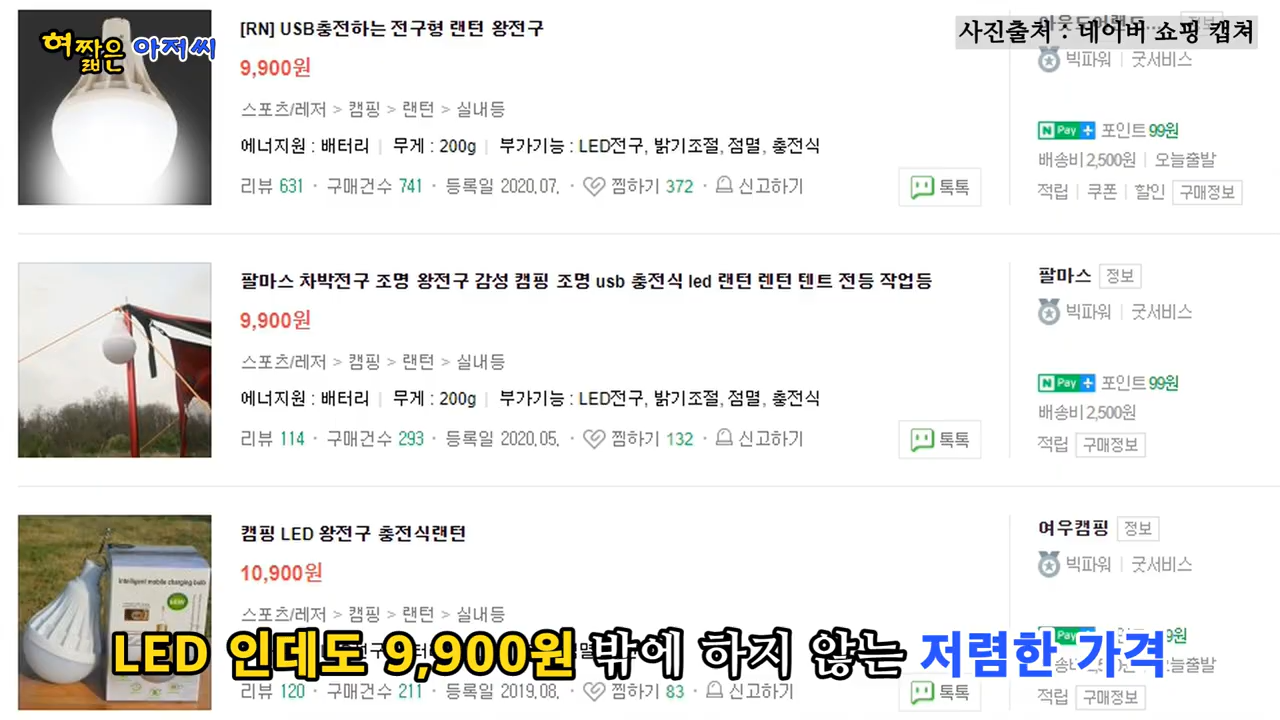 혀짧은 아저씨
사진출처 : 네이버 쇼핑 캡쳐
[RN] USB충전하는 전구형 랜턴 왕전구
9,900원
스포츠/레저 > 캠핑 > 랜턴 > 실내등
에너지원 : 배터리 | 무게 : 200g | 부가기능 : LED전구, 밝기조절, 점멸, 충전식
리뷰 631 · 구매건수 741 · 등록일 2020.07. · 찜하기 372 · 신고하기
톡톡
빅파워 | 굿서비스
N Pay + 포인트 99원
배송비 2,500원 | 오늘출발
적립 | 쿠폰 | 할인 구매정보
팔마스 차박전구 조명 왕전구 감성 캠핑 조명 usb 충전식 led 랜턴 렌턴 텐트 전등 작업등
9,900원
스포츠/레저 > 캠핑 > 랜턴 > 실내등
에너지원 : 배터리 | 무게 : 200g | 부가기능 : LED전구, 밝기조절, 점멸, 충전식
리뷰 114 · 구매건수 293 · 등록일 2020.05. · 찜하기 132 · 신고하기
톡톡
팔마스 정보
빅파워 | 굿서비스
N Pay + 포인트 99원
배송비 2,500원
적립 구매정보
캠핑 LED 왕전구 충전식랜턴
10,900원
스포츠/레저 > 캠핑 > 랜턴 > 실내등
리뷰 120 · 구매건수 211 · 등록일 2019.08. · 찜하기 83 · 신고하기
톡톡
여우캠핑 정보
빅파워 | 굿서비스
적립 구매정보
Intelligent mobile charging bulb
LED 인데도 9,900원 밖에 하지 않는 저렴한 가격